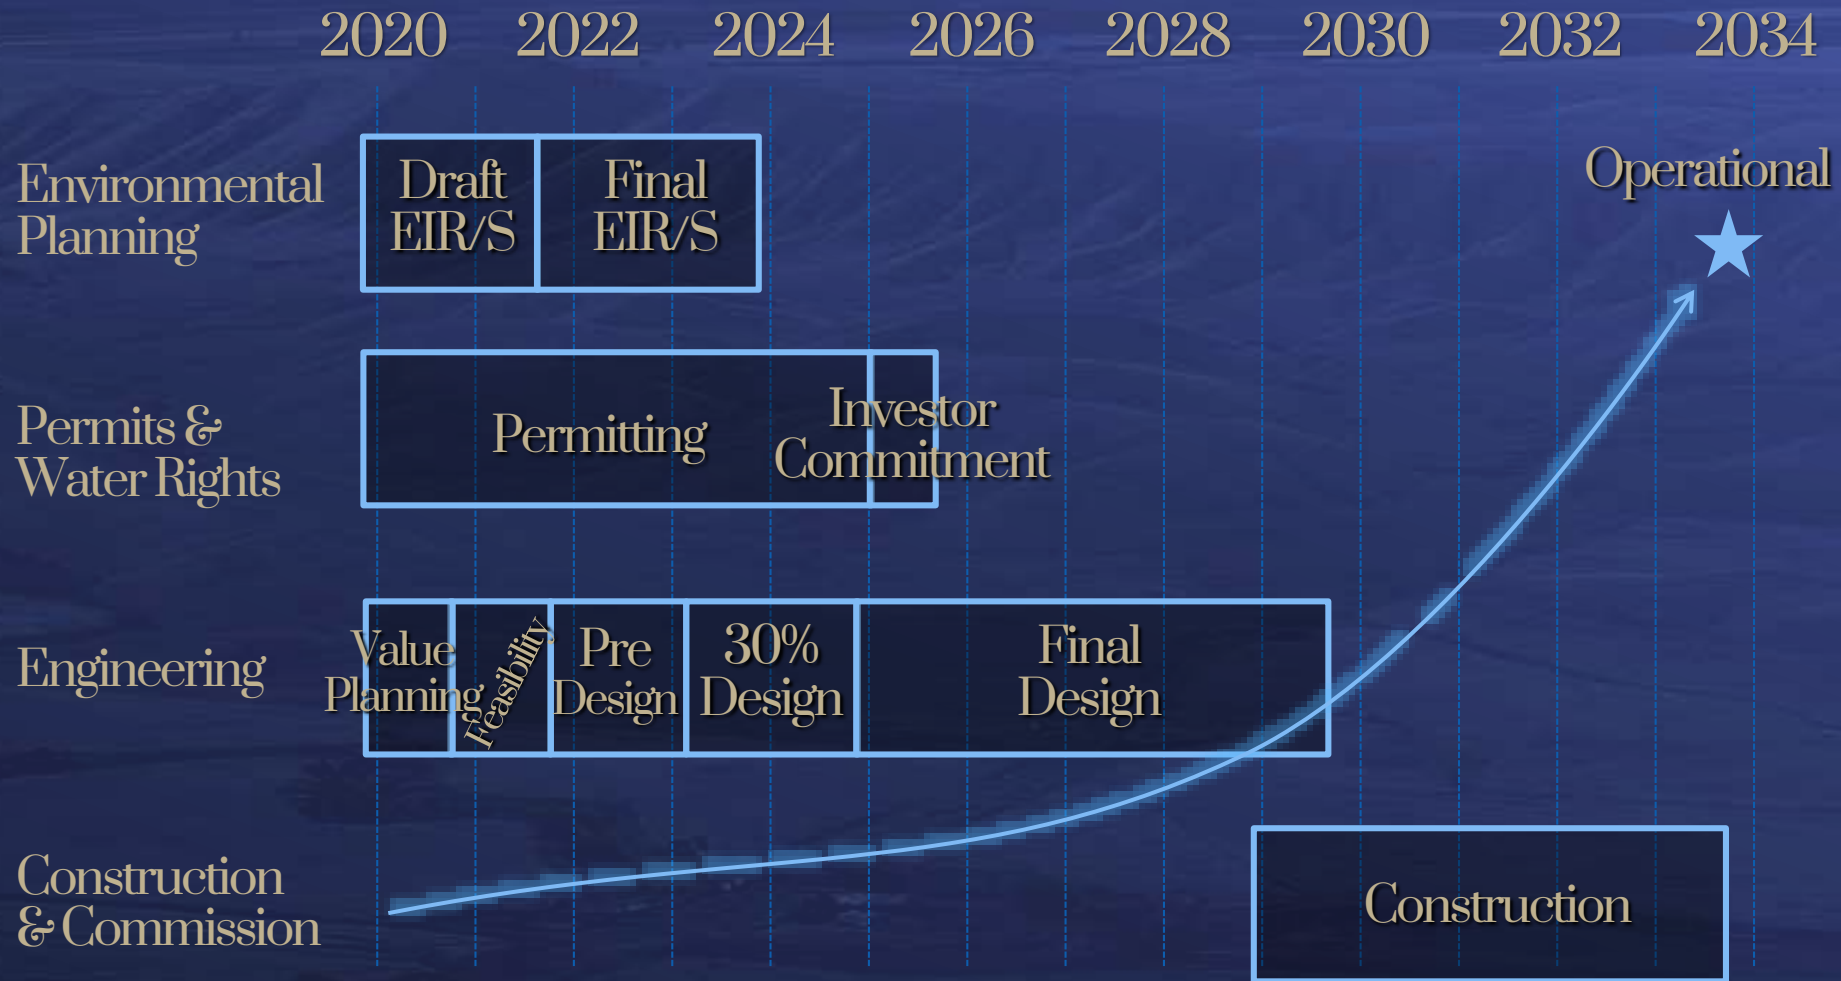 2020 2022 2024 2026 2028 2030 2032 2034
Environmental
Planning
Draft
EIR/S
Final
EIR/S
Operational
Permits &
Water Rights
Permitting
Investor
Commitment
Engineering
Value
Planning
Feasibility
Pre
Design
30%
Design
Final
Design
Construction
& Commission
Construction